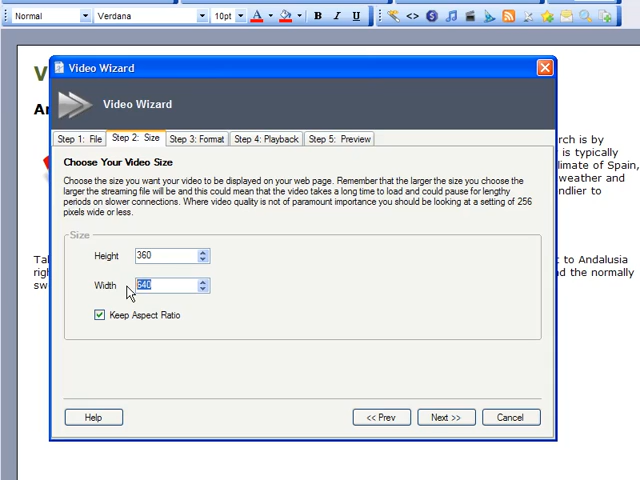 Normal Verdana 10pt A B I U <>
V
Video Wizard
Ar
Video Wizard
rch is by
Step 1: File Step 2: Size Step 3: Format Step 4: Playback Step 5: Preview
is typically
Choose Your Video Size
limate of Spain,
weather and
Choose the size you want your video to be displayed on your web page. Remember that the larger the size you choose the
ndlier to
larger the streaming file will be and this could mean that the video takes a long time to load and could pause for lengthy
periods on slower connections. Where video quality is not of paramount importance you should be looking at a setting of 256
pixels wide or less.
Size
Height 360
Tal
to Andalusia
righ
d the normally
sw
Width 640
Keep Aspect Ratio
Help << Prev Next >> Cancel